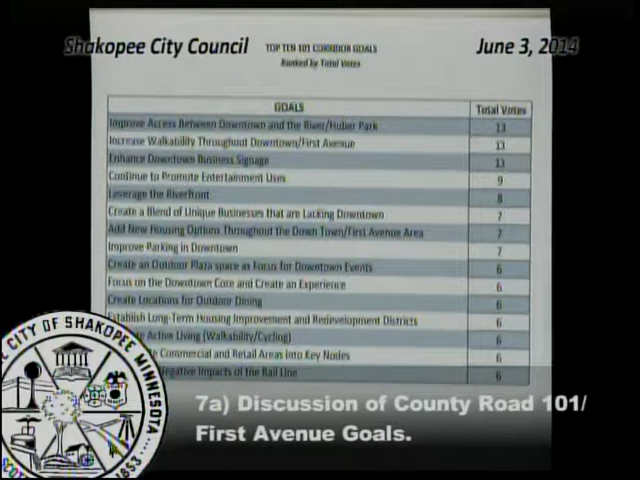 Shakopee City Council
TOP TEN 101 CORRIDOR GOALS
June 3, 2014
Ranked by Total Votes
GOALS Total Votes
Improve Access Between Downtown and the River/Huber Park 13
Increase Walkability Throughout Downtown/First Avenue 13
Enhance Downtown Business Signage 13
Continue to Promote Entertainment Uses 9
Leverage the Riverfront 8
Create a Blend of Unique Businesses that are Lacking Downtown 7
Add New Housing Options Throughout the Down Town/First Avenue Area 7
Improve Parking in Downtown 7
Create an Outdoor Plaza space as Focus for Downtown Events 6
Focus on the Downtown Core and Create an Experience 6
Create Locations for Outdoor Dining 6
Establish Long-Term Housing Improvement and Redevelopment Districts 6
Active Living (Walkability/Cycling) 6
Commercial and Retail Areas into Key Nodes 6
Negative Impacts of the Rail Line 6
7a) Discussion of County Road 101/
First Avenue Goals.
CITY OF SHAKOPEE MINNESOTA
1853